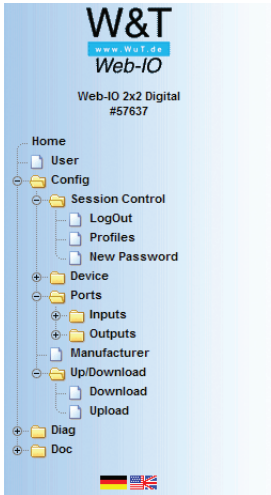 W&T
www.WuT.de
Web-IO
Web-IO 2x2 Digital
#57637
Home
User
Config
Session Control
LogOut
Profiles
New Password
Device
Ports
Inputs
Outputs
Manufacturer
Up/Download
Download
Upload
Diag
Doc